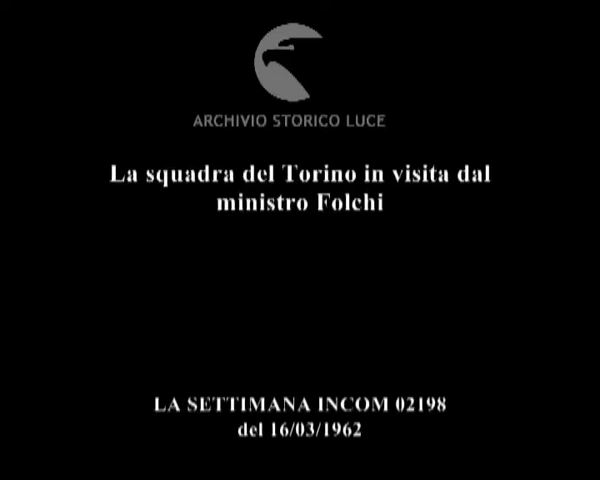 ARCHIVIO STORICO LUCE
La squadra del Torino in visita dal
ministro Folchi
LA SETTIMANA INCOM 02198
del 16/03/1962